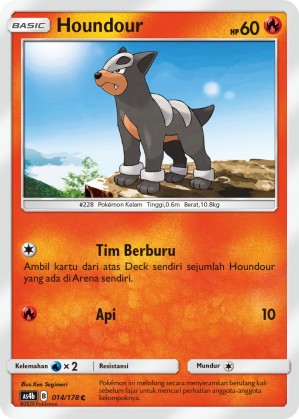 BASIC Houndour HP60
#228 Pokémon Kelam Tinggi,0.6m Berat,10.8kg
Tim Berburu
Ambil kartu dari atas Deck sendiri sejumlah Houndour
yang ada di Arena sendiri.
Api 10
Kelemahan ×2 Resistansi Mundur
Ilus.Ken Sugimori
AS4b D 014/178 C
©2020 Pokémon
Pokémon ini melolong secara menyeramkan berulang kali
sebelum fajar untuk mencari perhatian anggota-anggota
kelompoknya.